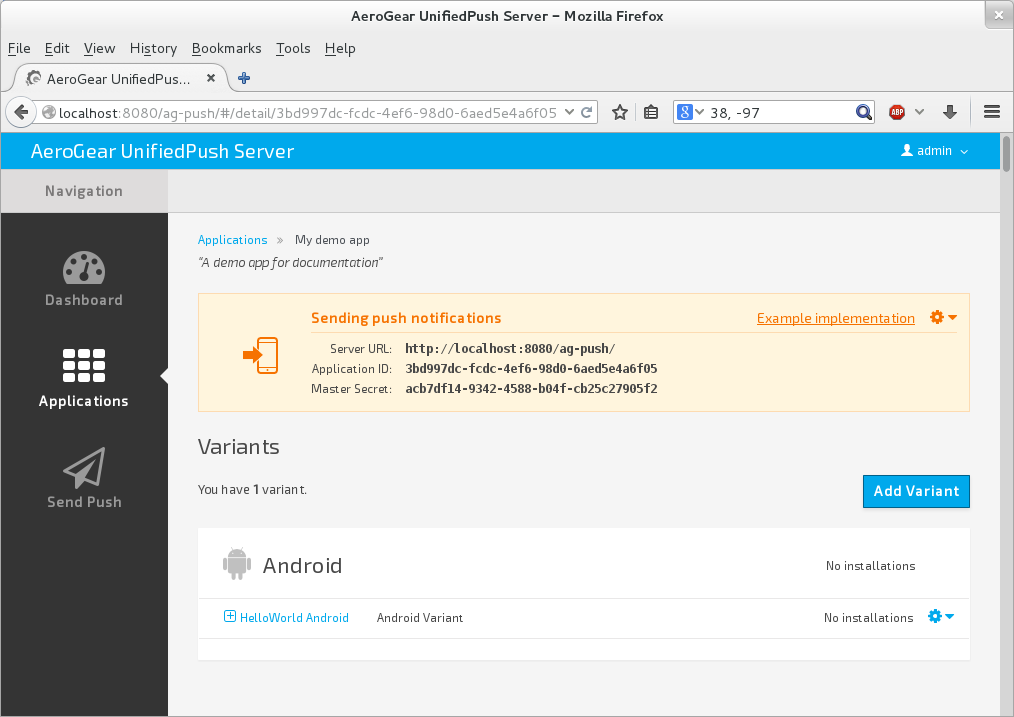 AeroGear UnifiedPush Server – Mozilla Firefox
File Edit View History Bookmarks Tools Help
AeroGear UnifiedPus...
localhost:8080/ag-push/#/detail/3bd997dc-fcdc-4ef6-98d0-6aed5e4a6f05
38, -97
ABP
AeroGear UnifiedPush Server
admin
Navigation
Dashboard
Applications
Send Push
Applications » My demo app
“A demo app for documentation”
Sending push notifications
Example implementation
Server URL: http://localhost:8080/ag-push/
Application ID: 3bd997dc-fcdc-4ef6-98d0-6aed5e4a6f05
Master Secret: acb7df14-9342-4588-b04f-cb25c27905f2
Variants
You have 1 variant.
Add Variant
Android
No installations
HelloWorld Android Android Variant No installations